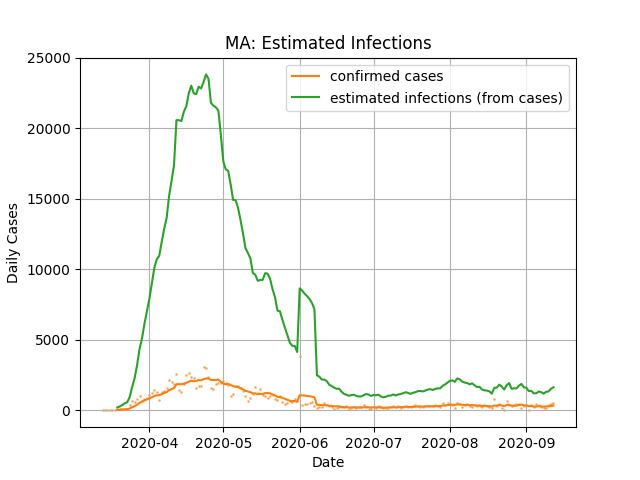 MA: Estimated Infections
confirmed cases
estimated infections (from cases)
25000
20000
15000
10000
5000
0
Daily Cases
2020-04 2020-05 2020-06 2020-07 2020-08 2020-09
Date